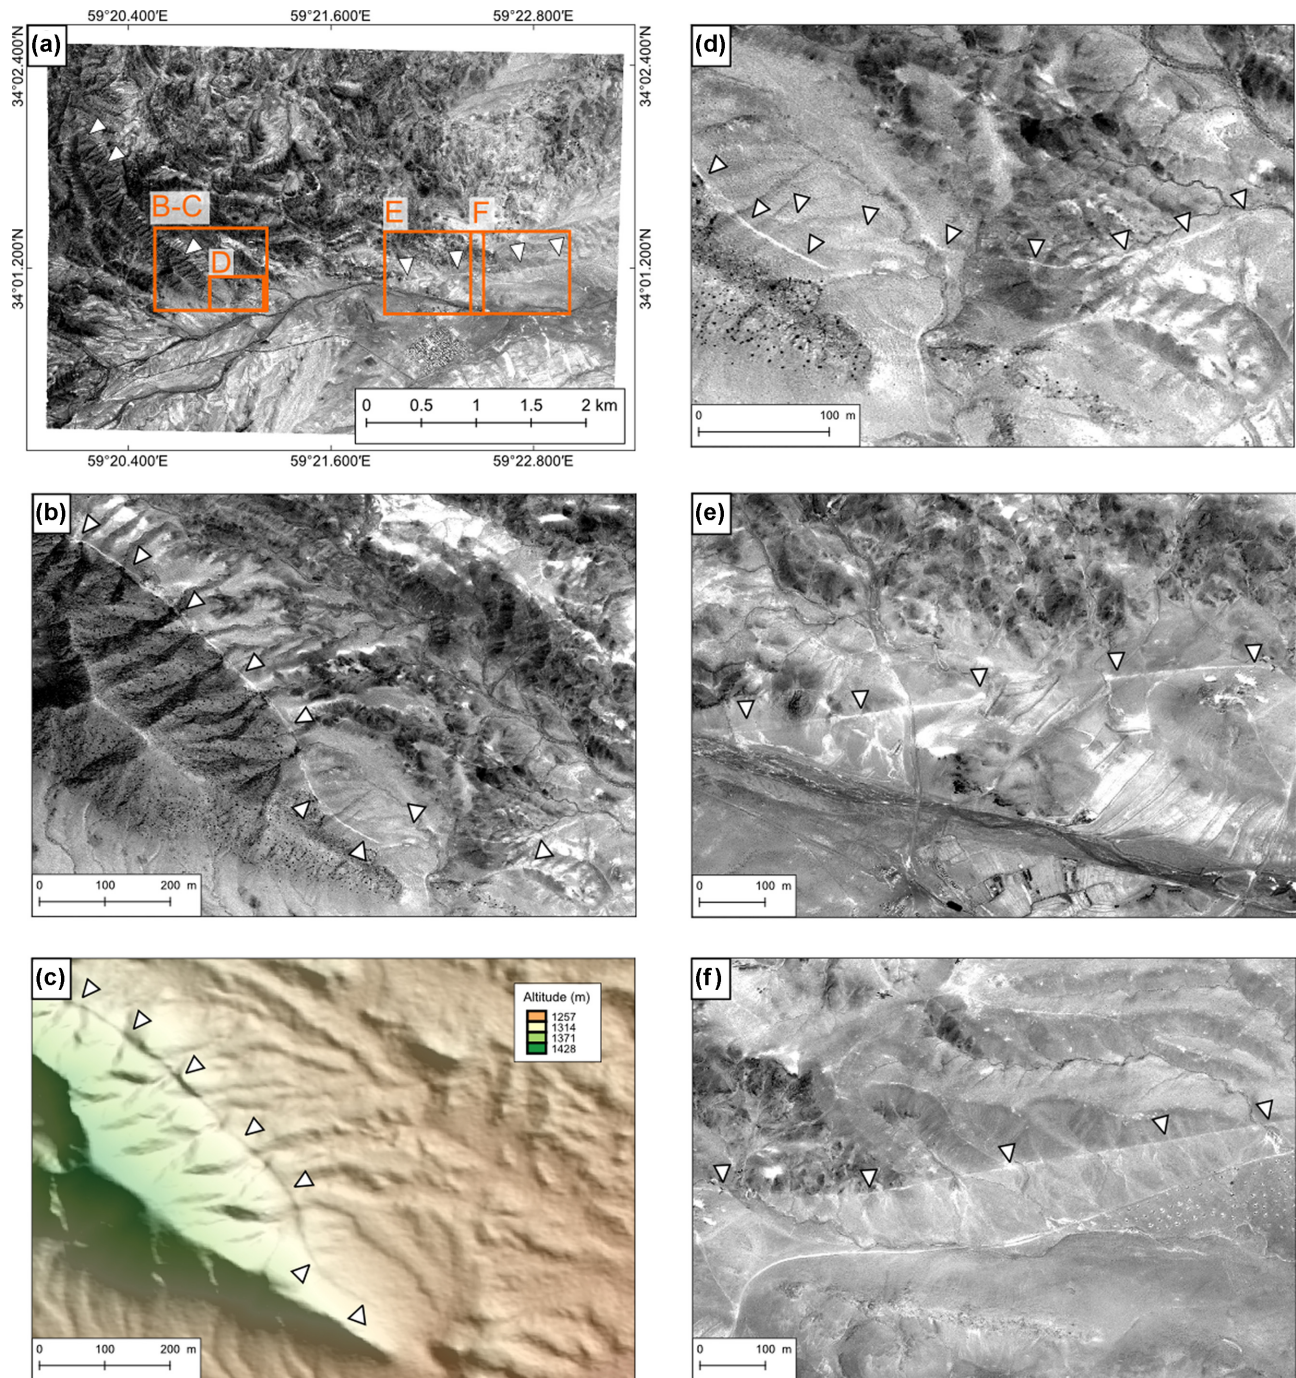 59°20.400′E 59°21.600′E 59°22.800′E
(a)
34°02.400′N
34°01.200′N
34°02.400′N
34°01.200′N
B-C
D
E
F
0 0.5 1 1.5 2 km
59°20.400′E 59°21.600′E 59°22.800′E
(b)
0 100 200 m
(c)
Altitude (m)
1257
1314
1371
1428
0 100 200 m
(d)
0 100 m
(e)
0 100 m
(f)
0 100 m